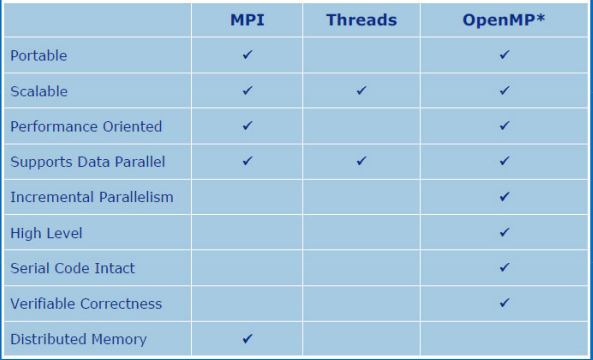 MPI Threads OpenMP*
Portable ✓ ✓
Scalable ✓ ✓ ✓
Performance Oriented ✓ ✓
Supports Data Parallel ✓ ✓ ✓
Incremental Parallelism ✓
High Level ✓
Serial Code Intact ✓
Verifiable Correctness ✓
Distributed Memory ✓